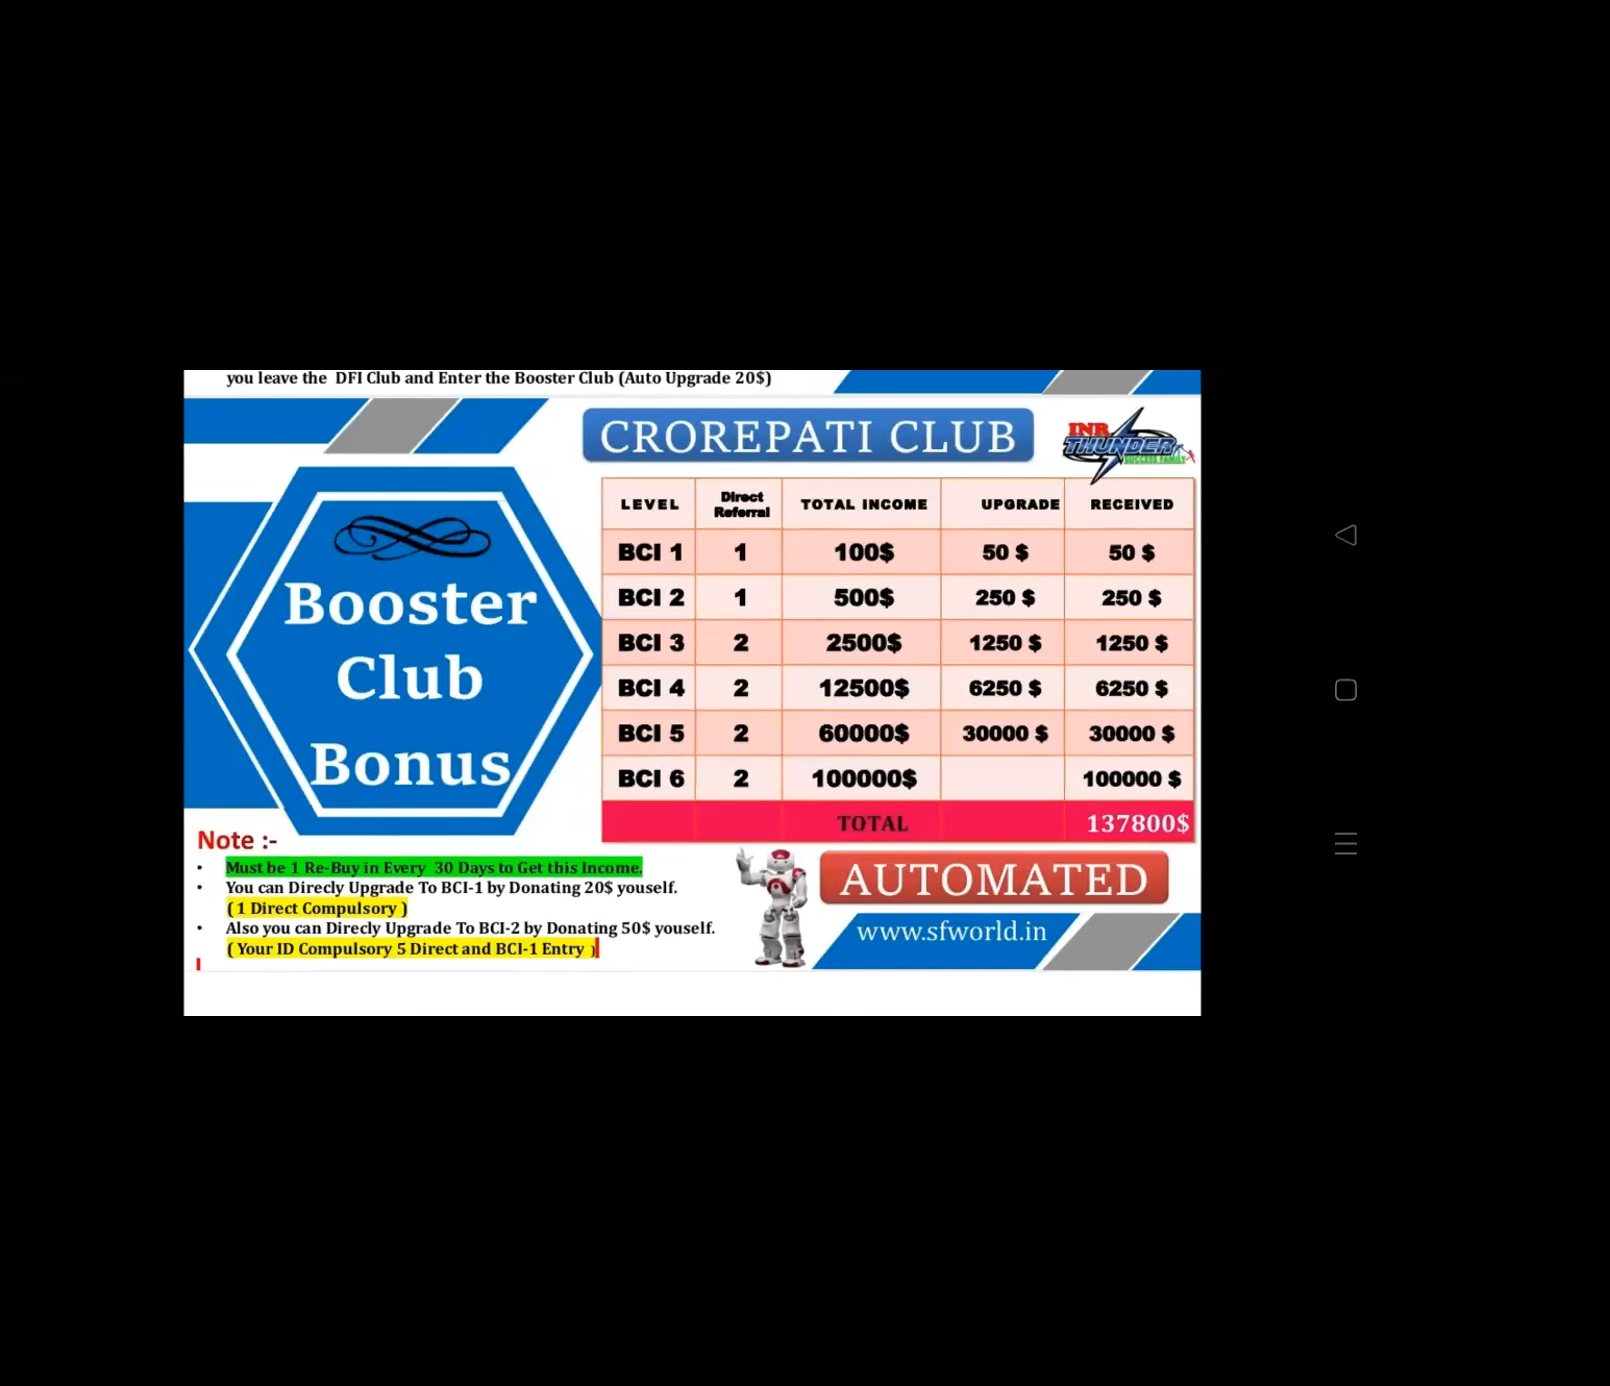 you leave the DFI Club and Enter the Booster Club (Auto Upgrade 20$)
CROREPATI CLUB
INR
THUNDER
SUCCESS FAMILY
Booster
Club
Bonus
LEVEL Direct Referral TOTAL INCOME UPGRADE RECEIVED
BCI 1 1 100$ 50 $ 50 $
BCI 2 1 500$ 250 $ 250 $
BCI 3 2 2500$ 1250 $ 1250 $
BCI 4 2 12500$ 6250 $ 6250 $
BCI 5 2 60000$ 30000 $ 30000 $
BCI 6 2 100000$ 100000 $
TOTAL 137800$
Note :-
• Must be 1 Re-Buy in Every 30 Days to Get this Income.
• You can Direcly Upgrade To BCI-1 by Donating 20$ youself.
( 1 Direct Compulsory )
• Also you can Direcly Upgrade To BCI-2 by Donating 50$ youself.
( Your ID Compulsory 5 Direct and BCI-1 Entry )
AUTOMATED
www.sfworld.in